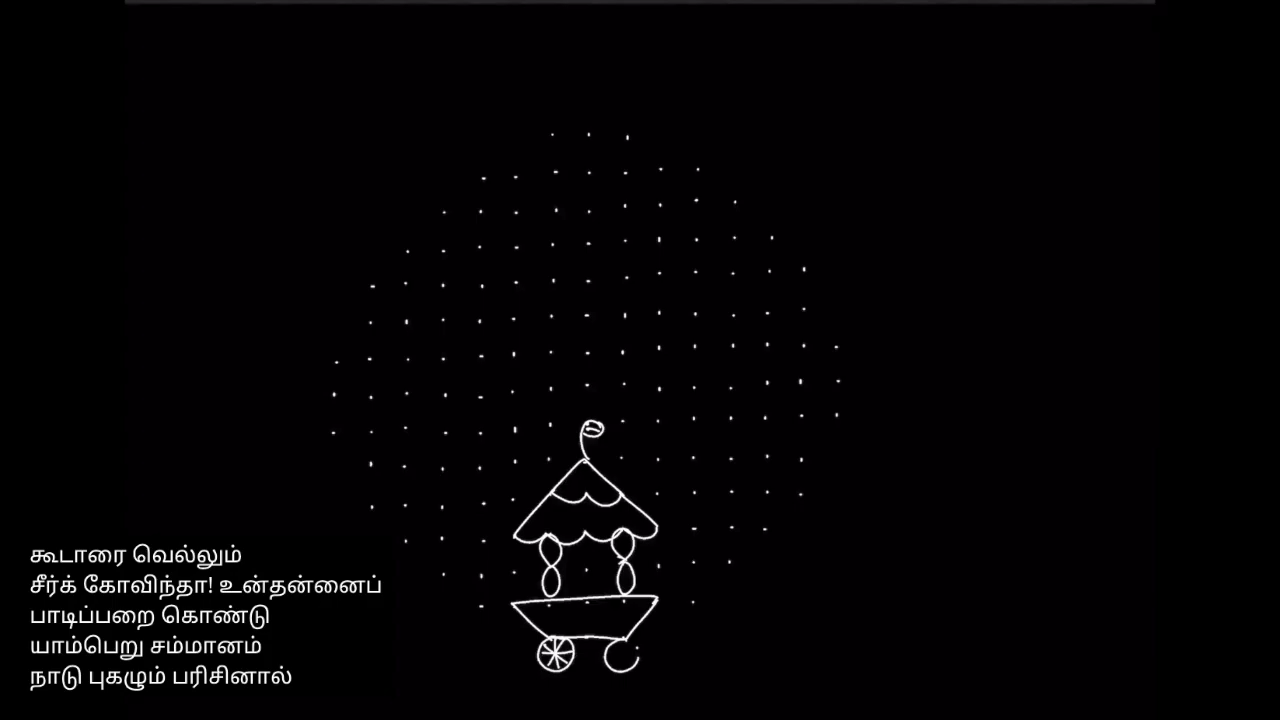 கூடாரை வெல்லும்
சீர்க் கோவிந்தா! உன்தன்னைப்
பாடிப்பறை கொண்டு
யாம்பெறு சம்மானம்
நாடு புகழும் பரிசினால்